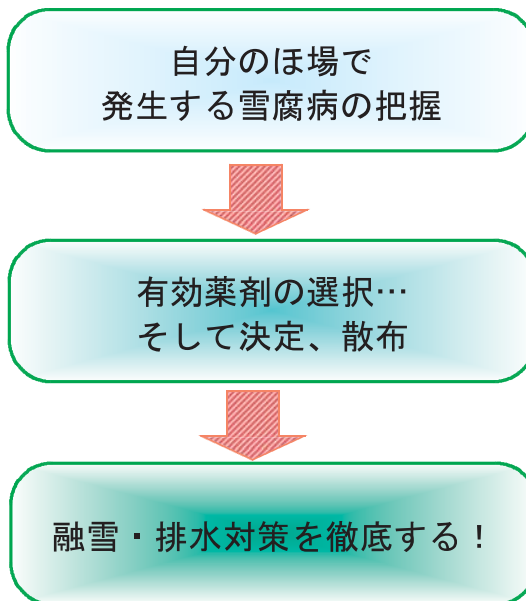 自分のほ場で
発生する雪腐病の把握
有効薬剤の選択…
そして決定、散布
融雪・排水対策を徹底する！